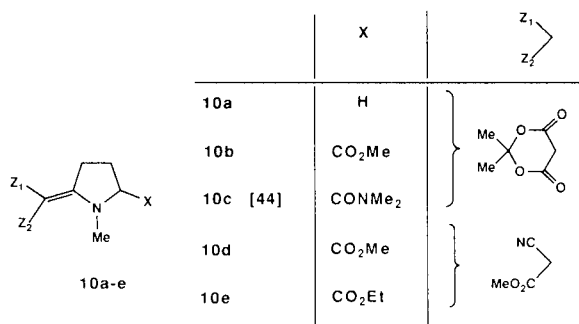 X Z₁
Z₂
10a H
10b CO₂Me
10c [44] CONMe₂
10d CO₂Me
10e CO₂Et
Me O O
Me O O
NC
MeO₂C
Z₁
Z₂ N X
Me
10a-e